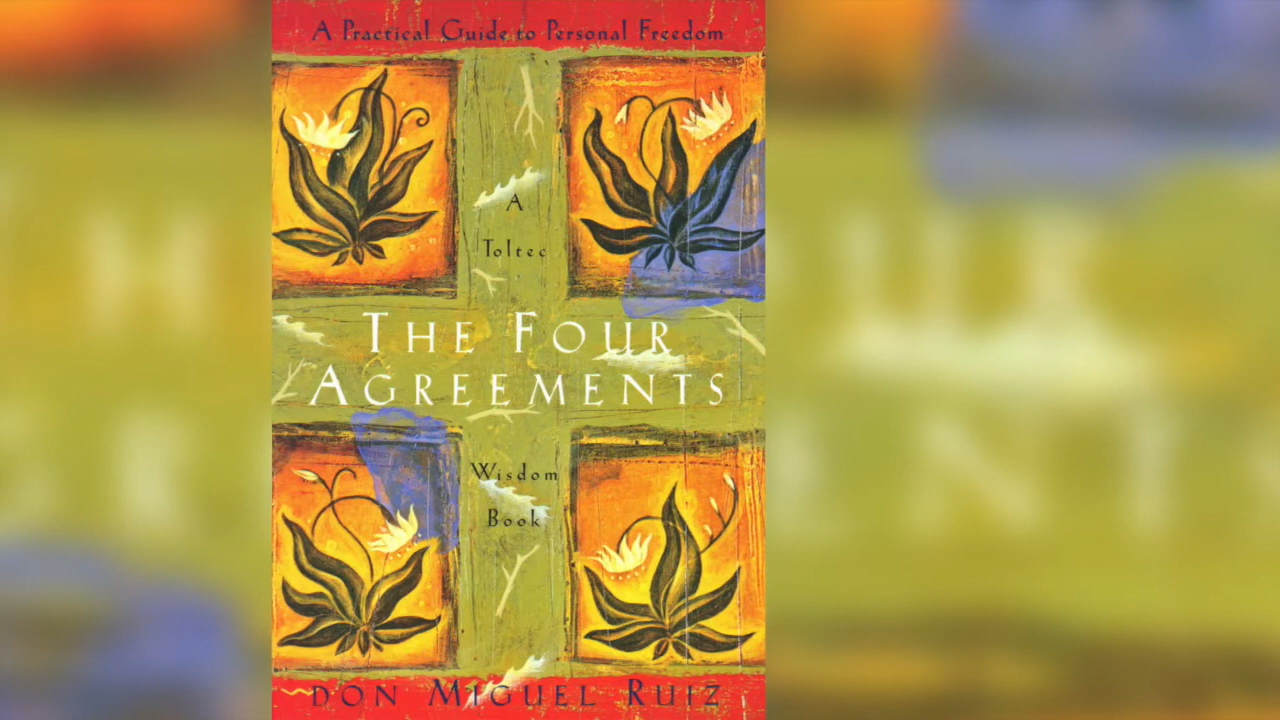 A Practical Guide to Personal Freedom
A
Toltec
THE FOUR
AGREEMENTS
Wisdom
Book
DON MIGUEL RUIZ